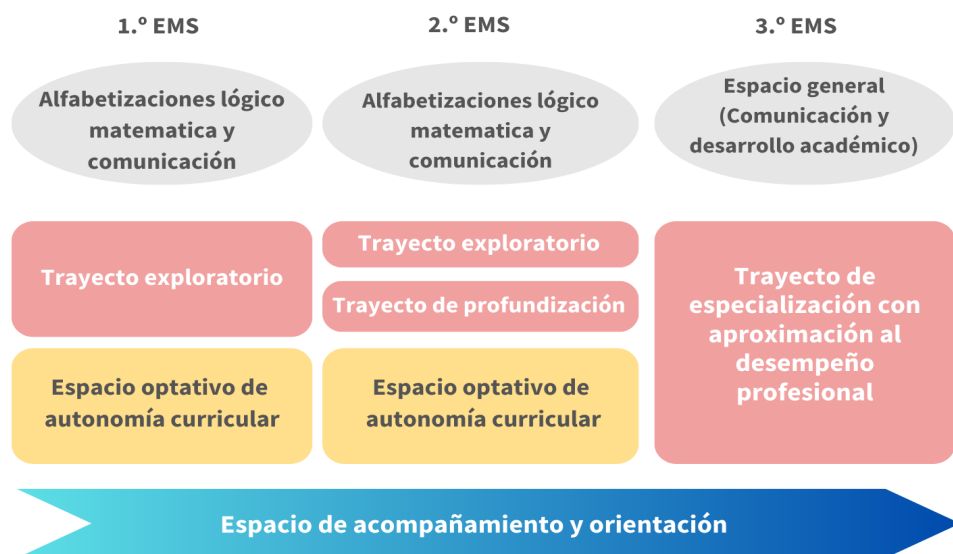 1.º EMS
2.º EMS
3.º EMS
Alfabetizaciones lógico
matematica y
comunicación
Alfabetizaciones lógico
matematica y
comunicación
Espacio general
(Comunicación y
desarrollo académico)
Trayecto exploratorio
Trayecto exploratorio
Trayecto de profundización
Trayecto de
especialización con
aproximación al
desempeño
profesional
Espacio optativo de
autonomía curricular
Espacio optativo de
autonomía curricular
Espacio de acompañamiento y orientación